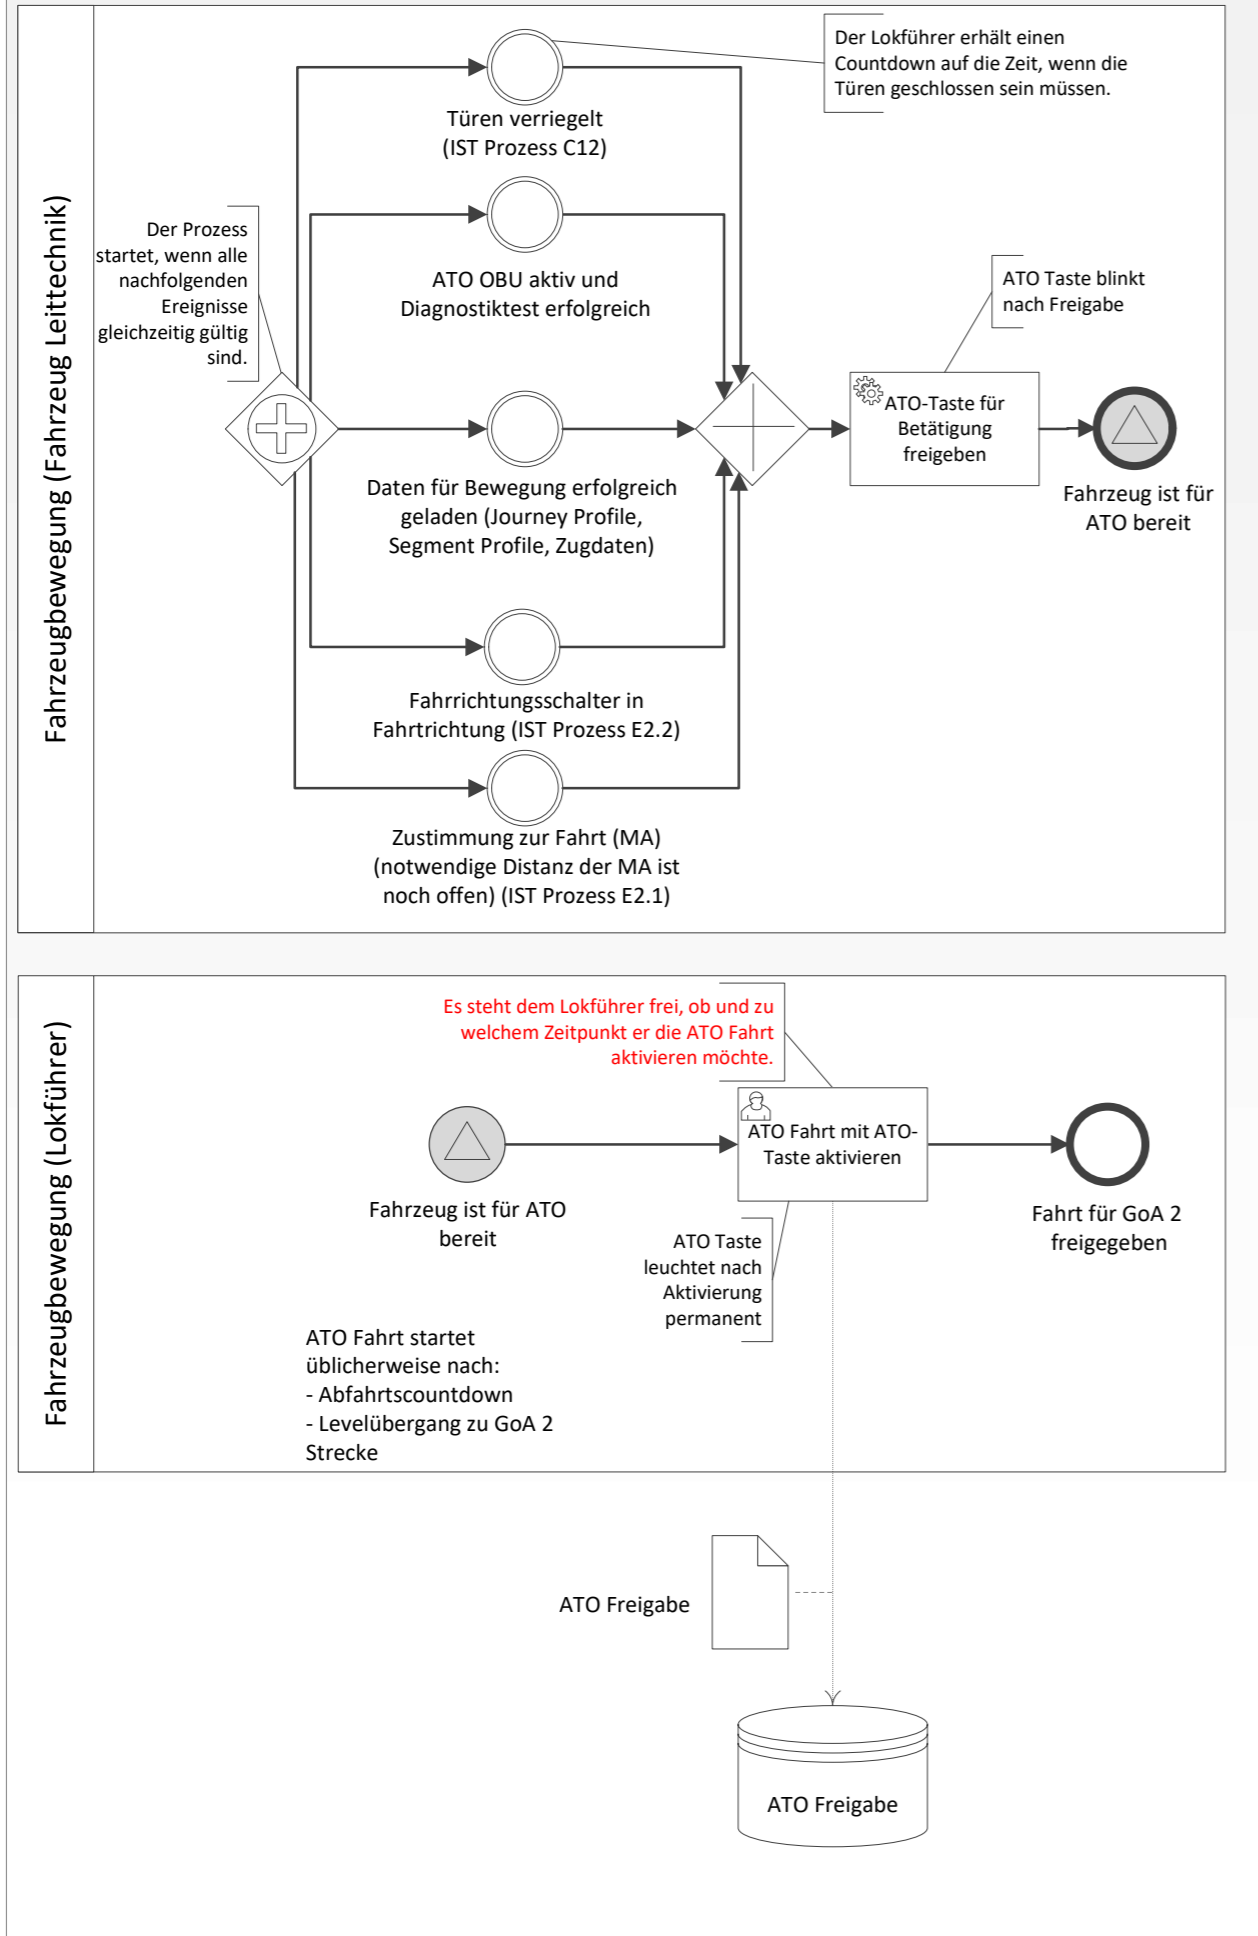 Fahrzeugbewegung (Fahrzeug Leittechnik)
Der Prozess
startet, wenn alle
nachfolgenden
Ereignisse
gleichzeitig gültig
sind.
Der Lokführer erhält einen
Countdown auf die Zeit, wenn die
Türen geschlossen sein müssen.
Türen verriegelt
(IST Prozess C12)
ATO OBU aktiv und
Diagnostiktest erfolgreich
Daten für Bewegung erfolgreich
geladen (Journey Profile,
Segment Profile, Zugdaten)
Fahrrichtungsschalter in
Fahrtrichtung (IST Prozess E2.2)
Zustimmung zur Fahrt (MA)
(notwendige Distanz der MA ist
noch offen) (IST Prozess E2.1)
ATO Taste blinkt
nach Freigabe
ATO-Taste für
Betätigung
freigeben
Fahrzeug ist für
ATO bereit
Fahrzeugbewegung (Lokführer)
Es steht dem Lokführer frei, ob und zu
welchem Zeitpunkt er die ATO Fahrt
aktivieren möchte.
Fahrzeug ist für ATO
bereit
ATO Fahrt mit ATO-
Taste aktivieren
Fahrt für GoA 2
freigegeben
ATO Taste
leuchtet nach
Aktivierung
permanent
ATO Fahrt startet
üblicherweise nach:
- Abfahrtscountdown
- Levelübergang zu GoA 2
Strecke
ATO Freigabe
ATO Freigabe